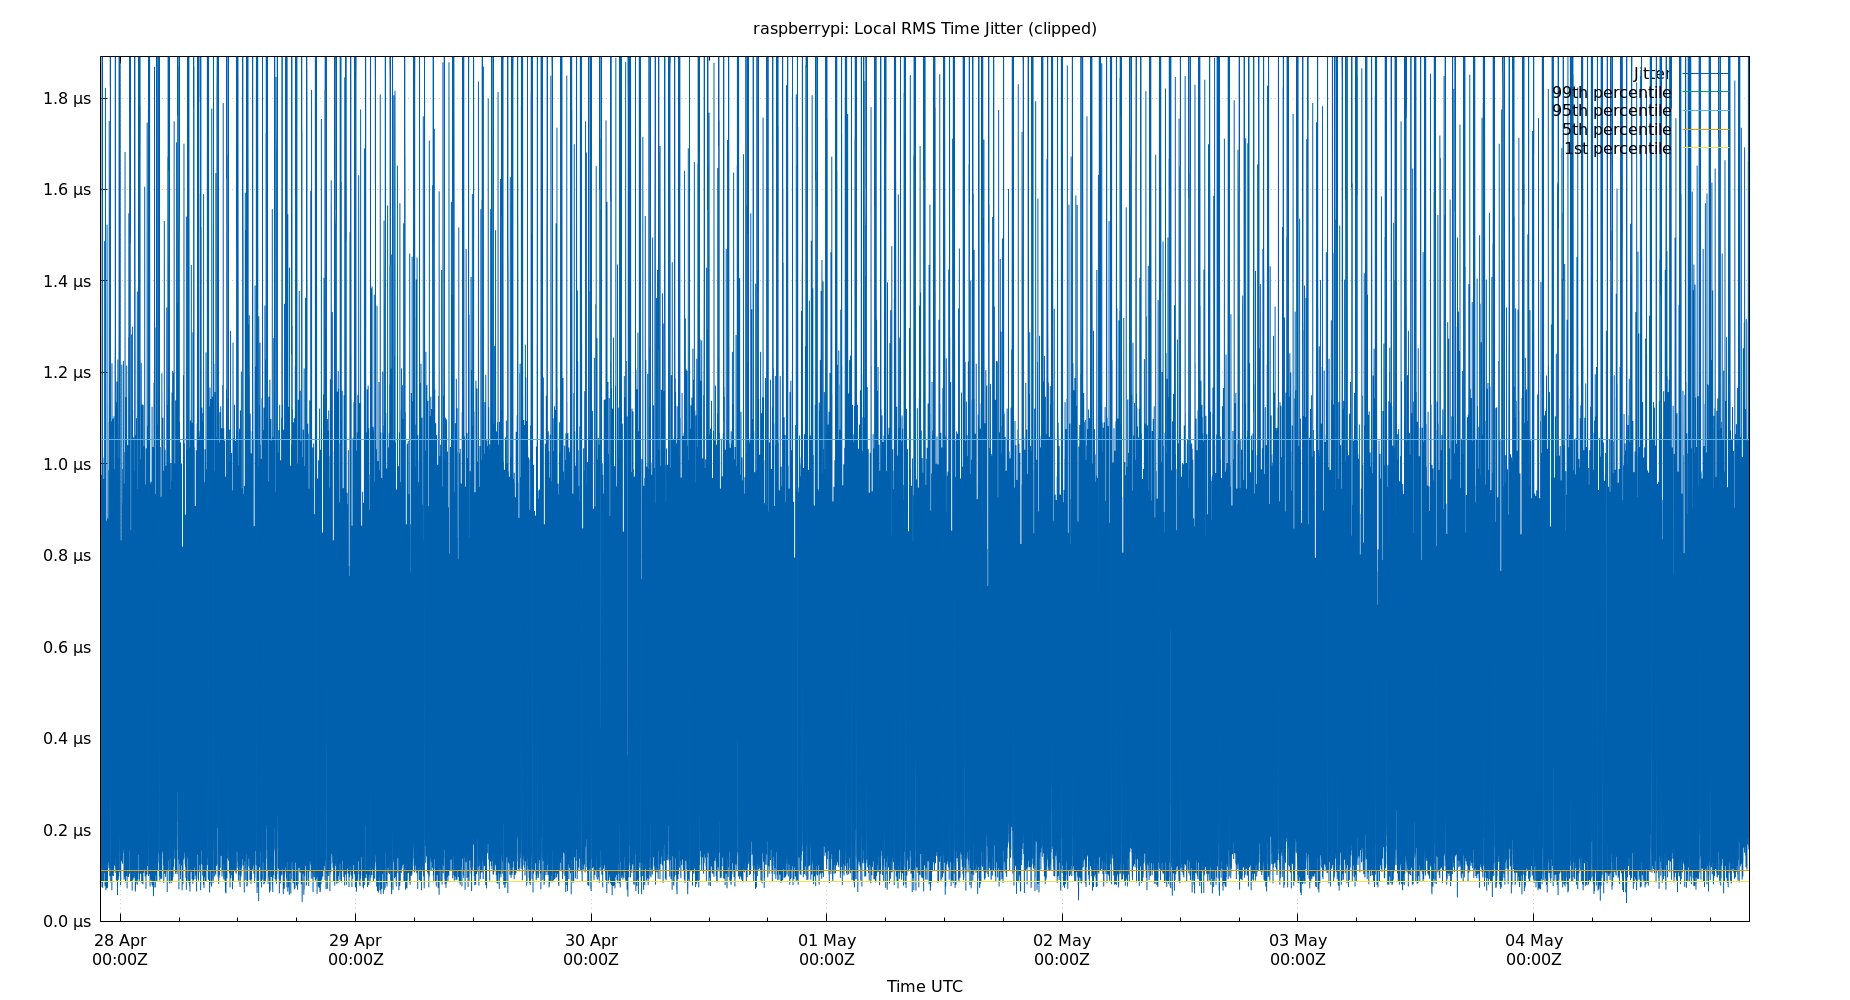 raspberrypi: Local RMS Time Jitter (clipped)
Jitter
99th percentile
95th percentile
5th percentile
1st percentile
1.8 µs
1.6 µs
1.4 µs
1.2 µs
1.0 µs
0.8 µs
0.6 µs
0.4 µs
0.2 µs
0.0 µs
28 Apr 29 Apr 30 Apr 01 May 02 May 03 May 04 May
00:00Z 00:00Z 00:00Z 00:00Z 00:00Z 00:00Z 00:00Z
Time UTC